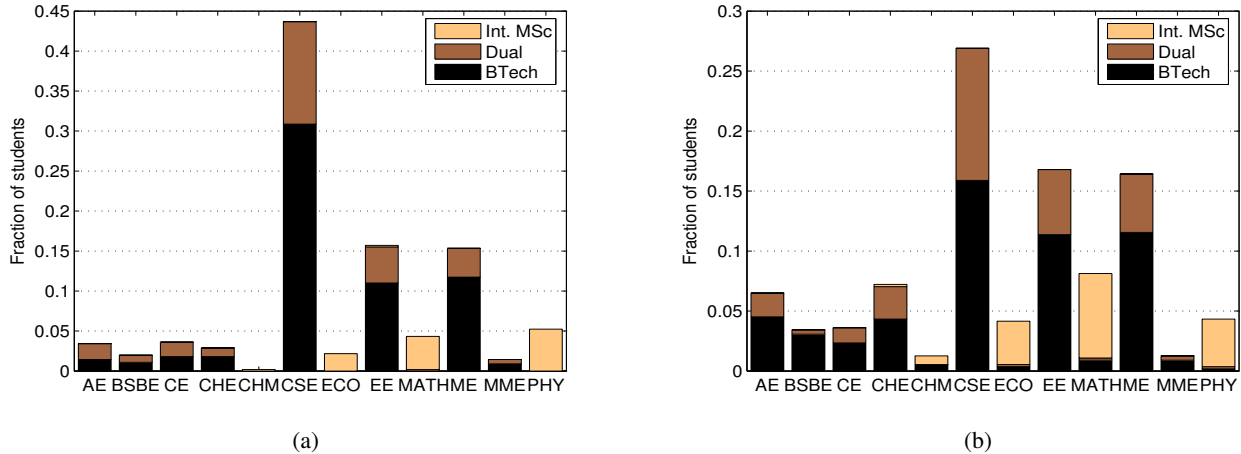 0.45
0.4
0.35
0.3
0.25
0.2
0.15
0.1
0.05
0
Fraction of students
Int. MSc
Dual
BTech
AE BSBE CE CHE CHM CSE ECO EE MATH ME MME PHY
(a)
0.3
0.25
0.2
0.15
0.1
0.05
0
Fraction of students
Int. MSc
Dual
BTech
AE BSBE CE CHE CHM CSE ECO EE MATH ME MME PHY
(b)